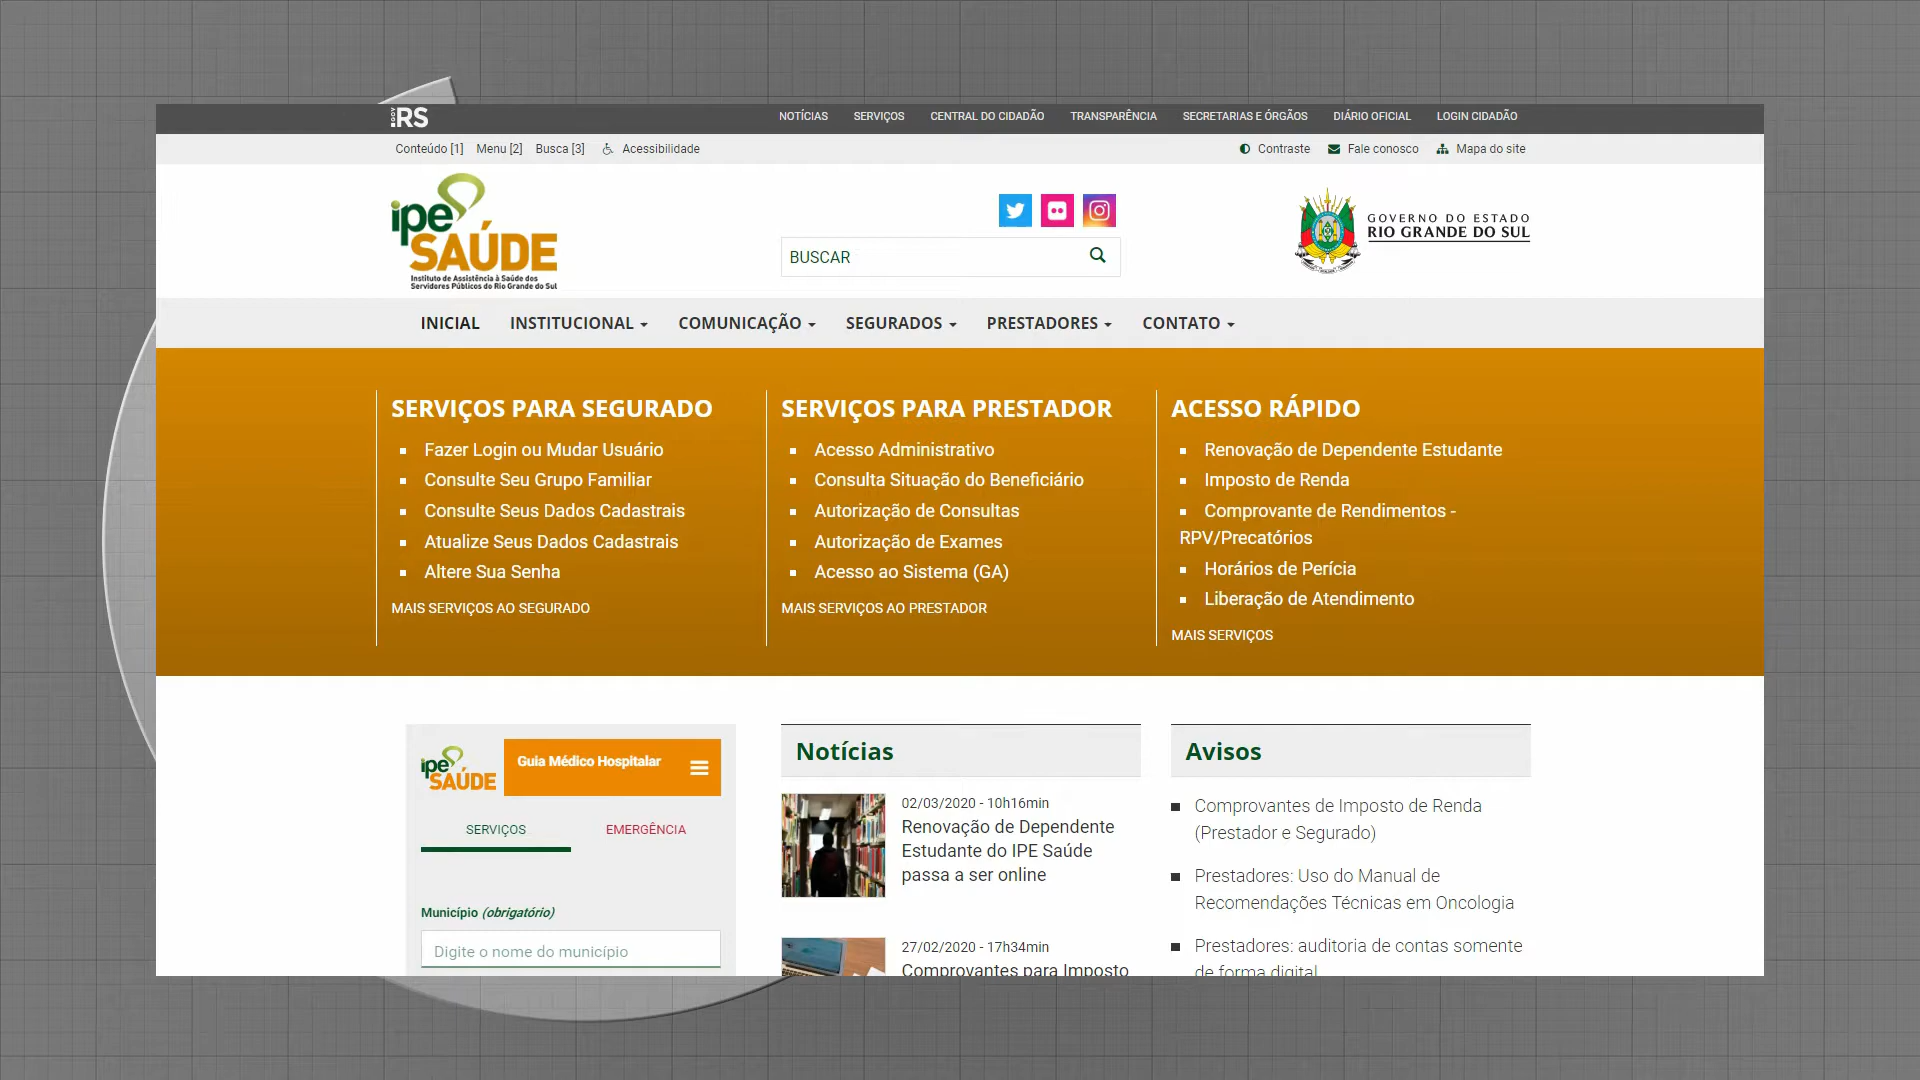 .GOV RS
NOTÍCIAS SERVIÇOS CENTRAL DO CIDADÃO TRANSPARÊNCIA SECRETARIAS E ÓRGÃOS DIÁRIO OFICIAL LOGIN CIDADÃO
Conteúdo [1] Menu [2] Busca [3] Acessibilidade Contraste Fale conosco Mapa do site
ipe
SAÚDE
Instituto de Assistência à Saúde dos
Servidores Públicos do Rio Grande do Sul
BUSCAR
GOVERNO DO ESTADO
RIO GRANDE DO SUL
INICIAL INSTITUCIONAL COMUNICAÇÃO SEGURADOS PRESTADORES CONTATO
SERVIÇOS PARA SEGURADO
Fazer Login ou Mudar Usuário
Consulte Seu Grupo Familiar
Consulte Seus Dados Cadastrais
Atualize Seus Dados Cadastrais
Altere Sua Senha
MAIS SERVIÇOS AO SEGURADO
SERVIÇOS PARA PRESTADOR
Acesso Administrativo
Consulta Situação do Beneficiário
Autorização de Consultas
Autorização de Exames
Acesso ao Sistema (GA)
MAIS SERVIÇOS AO PRESTADOR
ACESSO RÁPIDO
Renovação de Dependente Estudante
Imposto de Renda
Comprovante de Rendimentos -
RPV/Precatórios
Horários de Perícia
Liberação de Atendimento
MAIS SERVIÇOS
ipe
SAÚDE
Guia Médico Hospitalar
SERVIÇOS EMERGÊNCIA
Município (obrigatório)
Digite o nome do município
Notícias
02/03/2020 - 10h16min
Renovação de Dependente
Estudante do IPE Saúde
passa a ser online
27/02/2020 - 17h34min
Comprovantes para Imposto
Avisos
Comprovantes de Imposto de Renda
(Prestador e Segurado)
Prestadores: Uso do Manual de
Recomendações Técnicas em Oncologia
Prestadores: auditoria de contas somente
de forma digital